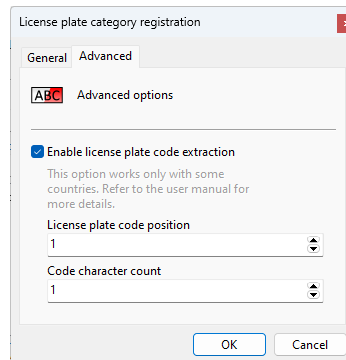 License plate category registration
General
Advanced
ABC
Advanced options
Enable license plate code extraction
This option works only with some
countries. Refer to the user manual for
more details.
License plate code position
1
Code character count
1
OK
Cancel